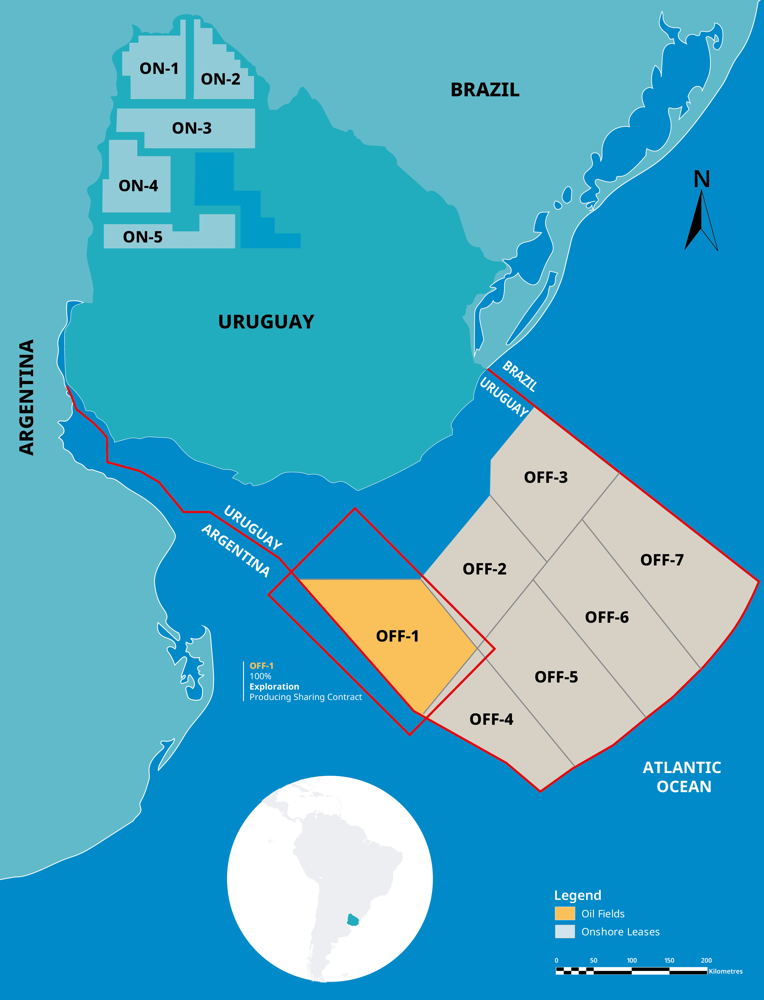 ON-1
ON-2
BRAZIL
ON-3
N
ON-4
ON-5
URUGUAY
ARGENTINA
BRAZIL
URUGUAY
OFF-3
URUGUAY
ARGENTINA
OFF-2
OFF-7
OFF-6
OFF-1
OFF-5
OFF-1
100%
Exploration
Producing Sharing Contract
OFF-4
ATLANTIC
OCEAN
Legend
Oil Fields
Onshore Leases
0 50 100 150 200
Kilometres